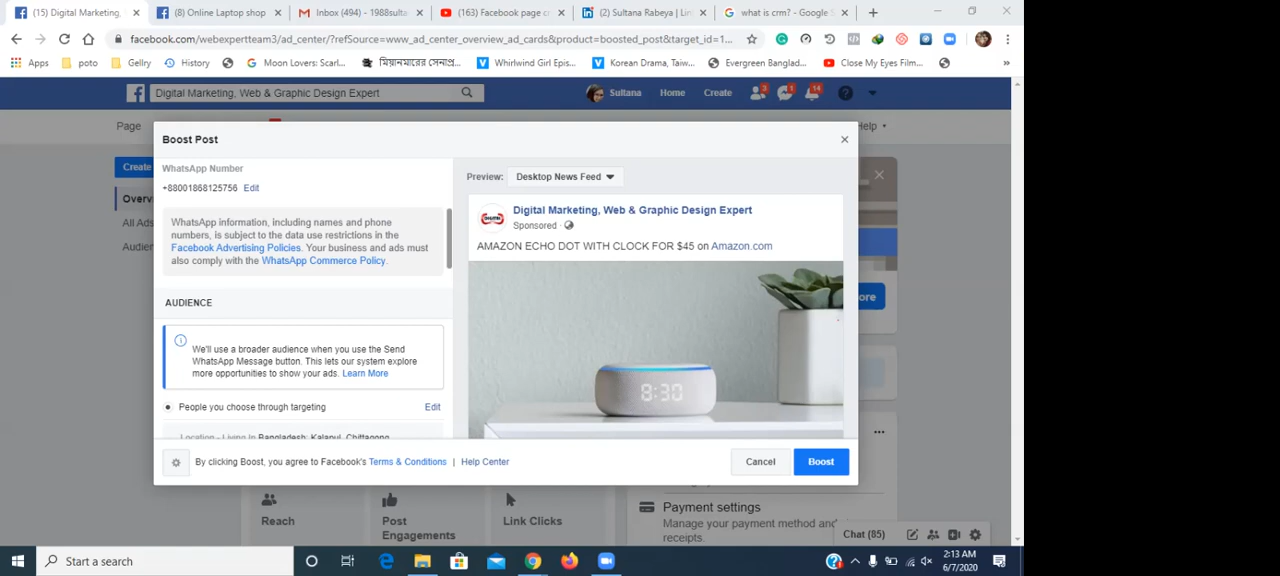 (15) Digital Marketing,
(8) Online Laptop shop
Inbox (494) - 1988sulta
(163) Facebook page c
(2) Sultana Rabeya | Li
what is crm? - Google S
facebook.com/webexpertteam3/ad_center/?refSource=www_ad_center_overview_ad_cards&product=boosted_post&target_id=1...
Apps
poto
Gellry
History
Moon Lovers: Scarl...
মিয়ানমারের সেনাপ্র...
Whirlwind Girl Epis...
Korean Drama, Taiw...
Evergreen Banglad...
Close My Eyes Film...
»
Digital Marketing, Web & Graphic Design Expert
Sultana Home Create 3 1 14
Page
Help
Create
Overv
All Ads
Audien
Boost Post
WhatsApp Number
+88001868125756 Edit
WhatsApp information, including names and phone
numbers, is subject to the data use restrictions in the
Facebook Advertising Policies. Your business and ads must
also comply with the WhatsApp Commerce Policy.
AUDIENCE
We'll use a broader audience when you use the Send
WhatsApp Message button. This lets our system explore
more opportunities to show your ads. Learn More
People you choose through targeting Edit
Location - Living In Bangladesh: Kalapul, Chittagong
Preview: Desktop News Feed
Digital Marketing, Web & Graphic Design Expert
Sponsored ·
AMAZON ECHO DOT WITH CLOCK FOR $45 on Amazon.com
8:30
By clicking Boost, you agree to Facebook's Terms & Conditions | Help Center
Cancel
Boost
ore
Reach
Post
Engagements
Link Clicks
Payment settings
Manage your payment method and
receipts.
Chat (85)
Start a search
2:13 AM
6/7/2020